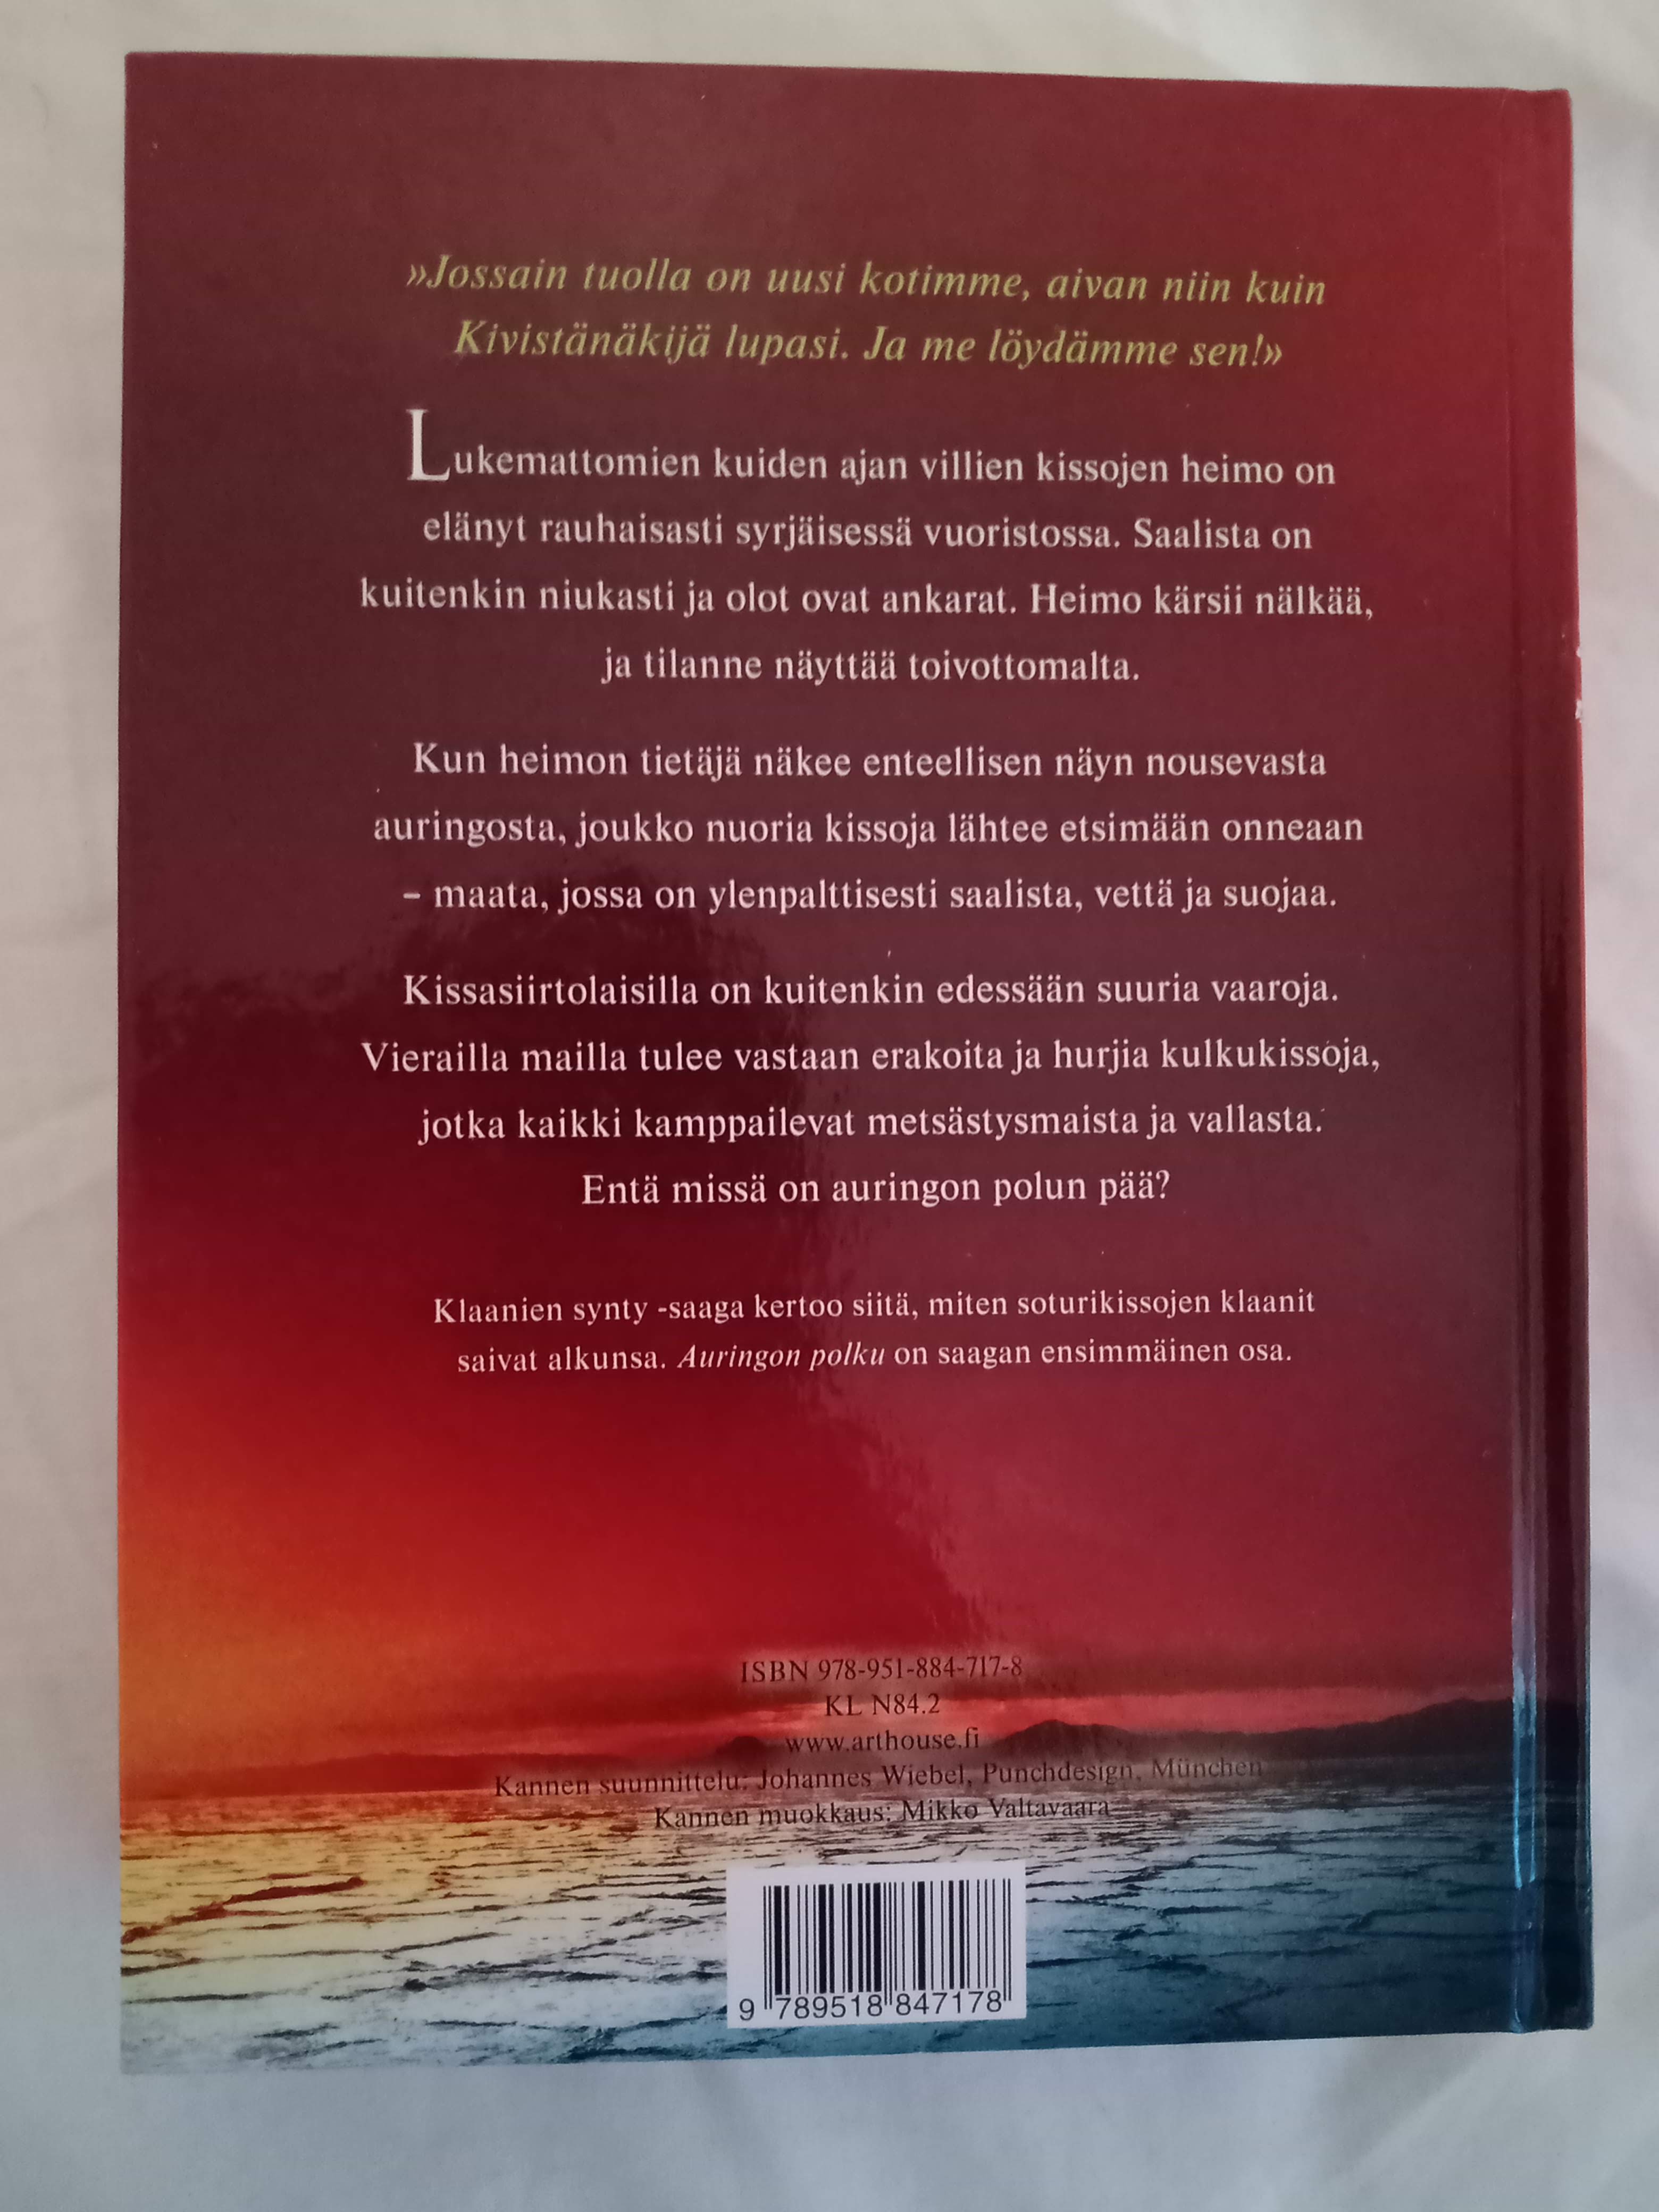 »Jossain tuolla on uusi kotimme, aivan niin kuin
Kivistänäkijä lupasi. Ja me löydämme sen!»
Lukemattomien kuiden ajan villien kissojen heimo on
elänyt rauhaisasti syrjäisessä vuoristossa. Saalista on
kuitenkin niukasti ja olot ovat ankarat. Heimo kärsii nälkää,
ja tilanne näyttää toivottomalta.
Kun heimon tietäjä näkee enteellisen näyn nousevasta
auringosta, joukko nuoria kissoja lähtee etsimään onneaan
– maata, jossa on ylenpalttisesti saalista, vettä ja suojaa.
Kissasiirtolaisilla on kuitenkin edessään suuria vaaroja.
Vierailla mailla tulee vastaan erakoita ja hurjia kulkukissoja,
jotka kaikki kamppailevat metsästysmaista ja vallasta.
Entä missä on auringon polun pää?
Klaanien synty -saaga kertoo siitä, miten soturikissojen klaanit
saivat alkunsa. Auringon polku on saagan ensimmäinen osa.
ISBN 978-951-884-717-8
KL N84.2
www.arthouse.fi
Kannen suunnittelu: Johannes Wiebel, Punchdesign, München
Kannen muokkaus: Mikko Valtavaara
9 789518 847178